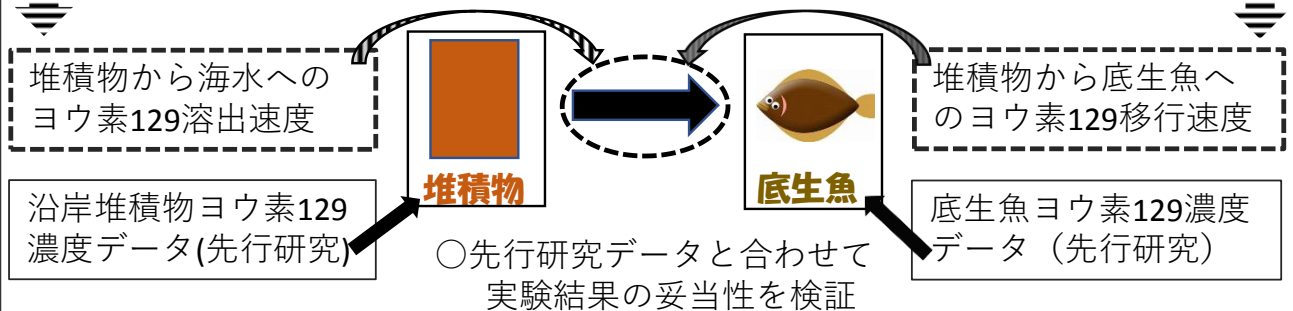 堆積物から海水への
ヨウ素129溶出速度
堆積物
底生魚
堆積物から底生魚へ
のヨウ素129移行速度
沿岸堆積物ヨウ素129
濃度データ(先行研究)
○先行研究データと合わせて
実験結果の妥当性を検証
底生魚ヨウ素129濃度
データ（先行研究）